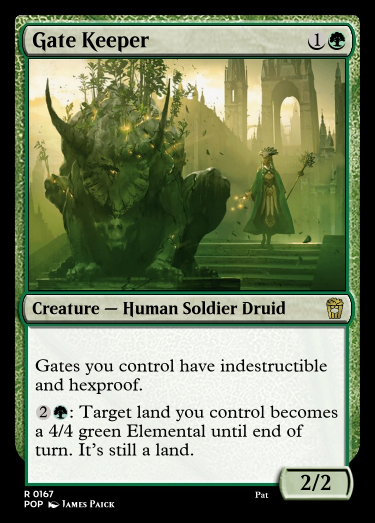 Gate Keeper 1
Creature — Human Soldier Druid
Gates you control have indestructible
and hexproof.
2 : Target land you control becomes
a 4/4 green Elemental until end of
turn. It's still a land.
2/2
R 0167
Pat
POP James Paick